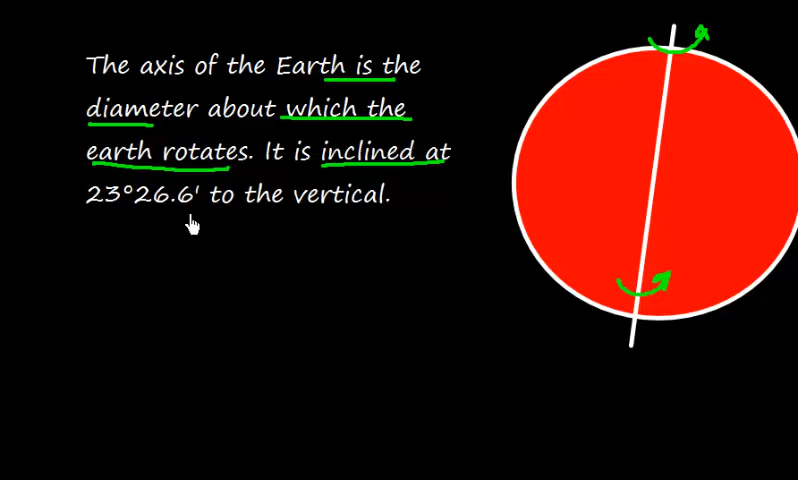 The axis of the Earth is the
diameter about which the
earth rotates. It is inclined at
23°26.6' to the vertical.